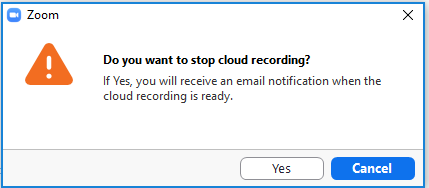 Zoom
Do you want to stop cloud recording?
If Yes, you will receive an email notification when the
cloud recording is ready.
Yes
Cancel